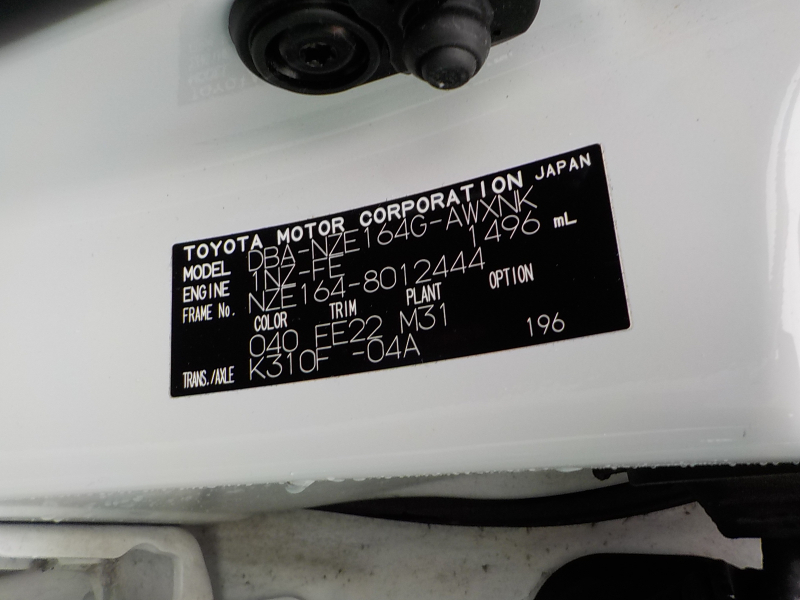 TOYOTA MOTOR CORPORATION JAPAN
MODEL DBA-NZE164G-AWXNK
ENGINE 1NZ-FE 1496 mL
FRAME No. NZE164-8012444
COLOR TRIM PLANT OPTION
040 FE22 M31
TRANS./AXLE K310F -04A 196